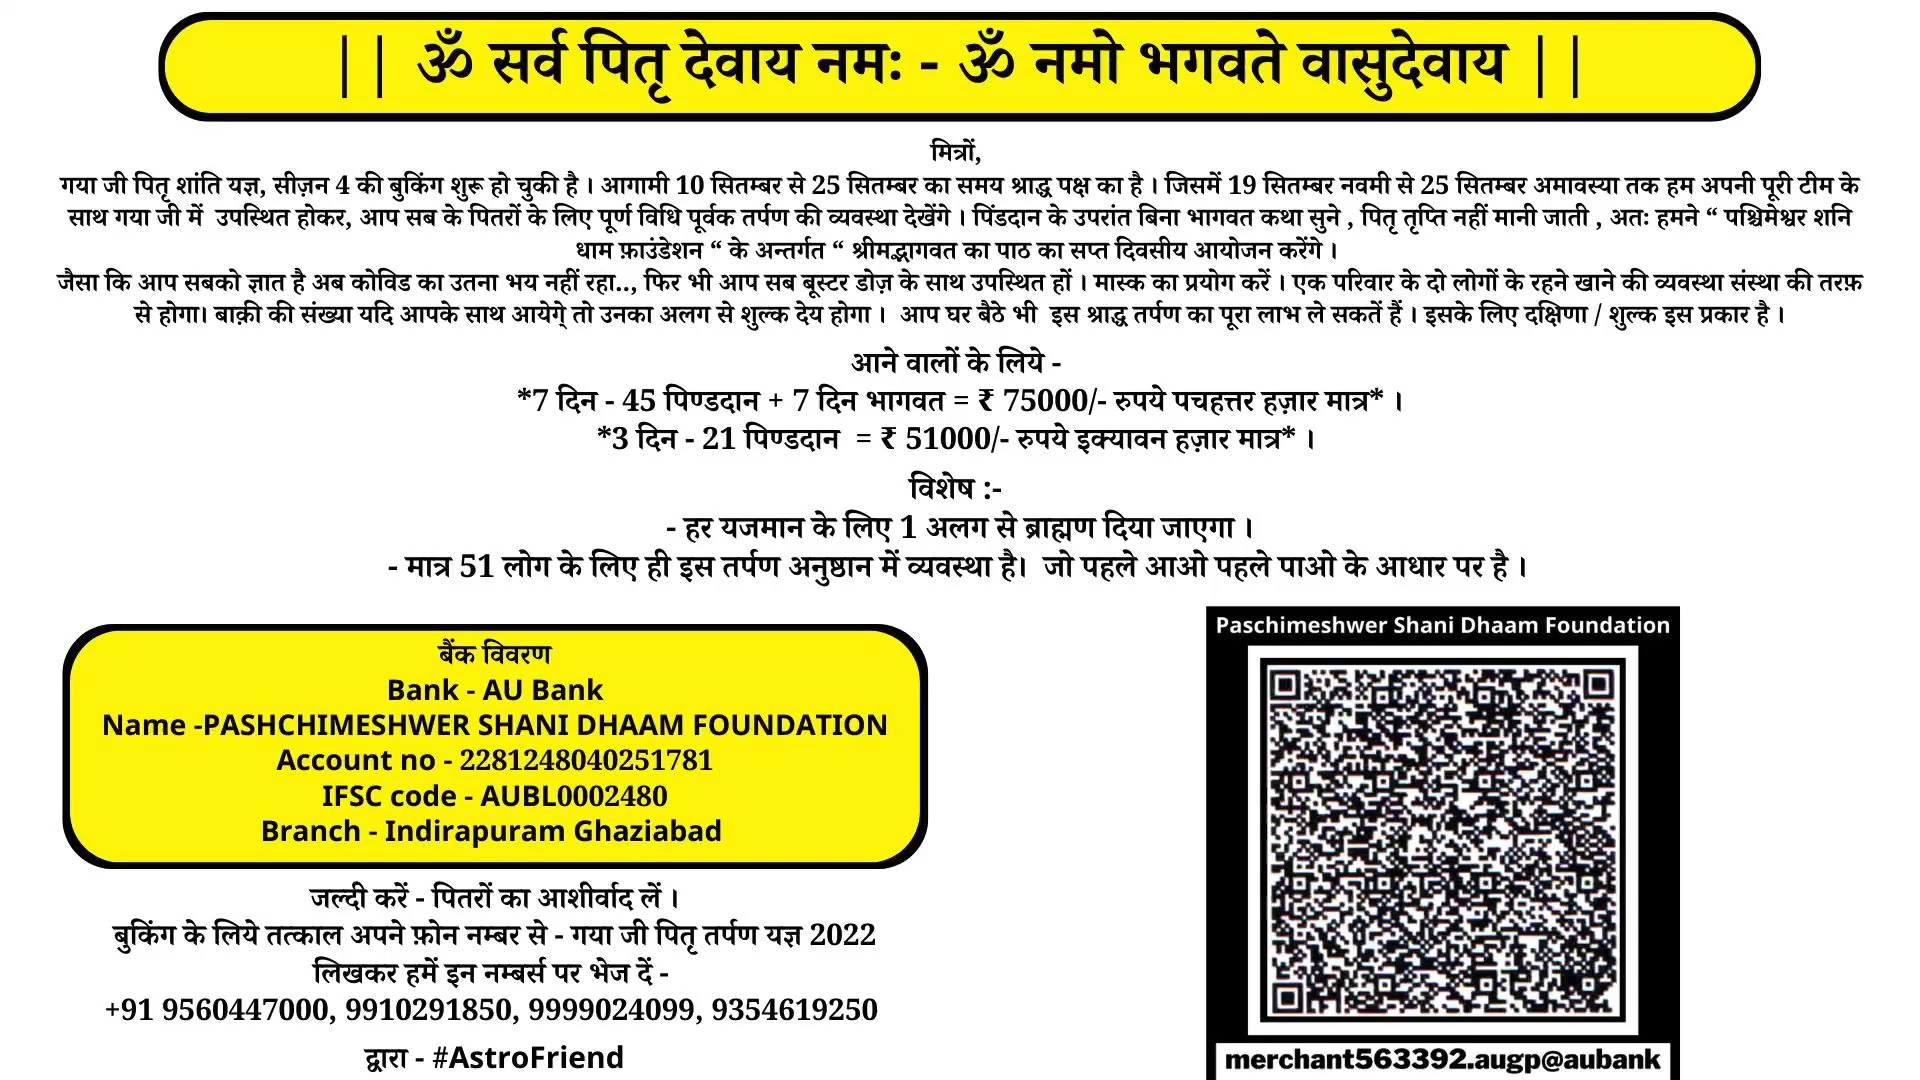 || ॐ सर्व पितृ देवाय नमः - ॐ नमो भगवते वासुदेवाय ||
मित्रों,
गया जी पितृ शांति यज्ञ, सीज़न 4 की बुकिंग शुरू हो चुकी है । आगामी 10 सितम्बर से 25 सितम्बर का समय श्राद्ध पक्ष का है । जिसमें 19 सितम्बर नवमी से 25 सितम्बर अमावस्या तक हम अपनी पूरी टीम के
साथ गया जी में उपस्थित होकर, आप सब के पितरों के लिए पूर्ण विधि पूर्वक तर्पण की व्यवस्था देखेंगे । पिंडदान के उपरांत बिना भागवत कथा सुने , पितृ तृप्ति नहीं मानी जाती , अतः हमने “ पश्चिमेश्वर शनि
धाम फ़ाउंडेशन “ के अन्तर्गत “ श्रीमद्भागवत का पाठ का सप्त दिवसीय आयोजन करेंगे ।
जैसा कि आप सबको ज्ञात है अब कोविड का उतना भय नहीं रहा.., फिर भी आप सब बूस्टर डोज़ के साथ उपस्थित हों । मास्क का प्रयोग करें । एक परिवार के दो लोगों के रहने खाने की व्यवस्था संस्था की तरफ़
से होगा। बाक़ी की संख्या यदि आपके साथ आयेगे् तो उनका अलग से शुल्क देय होगा । आप घर बैठे भी इस श्राद्ध तर्पण का पूरा लाभ ले सकतें हैं । इसके लिए दक्षिणा / शुल्क इस प्रकार है ।
आने वालों के लिये -
*7 दिन - 45 पिण्डदान + 7 दिन भागवत = ₹ 75000/- रुपये पचहत्तर हज़ार मात्र* ।
*3 दिन - 21 पिण्डदान = ₹ 51000/- रुपये इक्यावन हज़ार मात्र* ।
विशेष :-
- हर यजमान के लिए 1 अलग से ब्राह्मण दिया जाएगा ।
- मात्र 51 लोग के लिए ही इस तर्पण अनुष्ठान में व्यवस्था है। जो पहले आओ पहले पाओ के आधार पर है ।
बैंक विवरण
Bank - AU Bank
Name -PASHCHIMESHWER SHANI DHAAM FOUNDATION
Account no - 2281248040251781
IFSC code - AUBL0002480
Branch - Indirapuram Ghaziabad
जल्दी करें - पितरों का आशीर्वाद लें ।
बुकिंग के लिये तत्काल अपने फ़ोन नम्बर से - गया जी पितृ तर्पण यज्ञ 2022
लिखकर हमें इन नम्बर्स पर भेज दें -
+91 9560447000, 9910291850, 9999024099, 9354619250
द्वारा - #AstroFriend
Paschimeshwer Shani Dhaam Foundation
merchant563392.augp@aubank